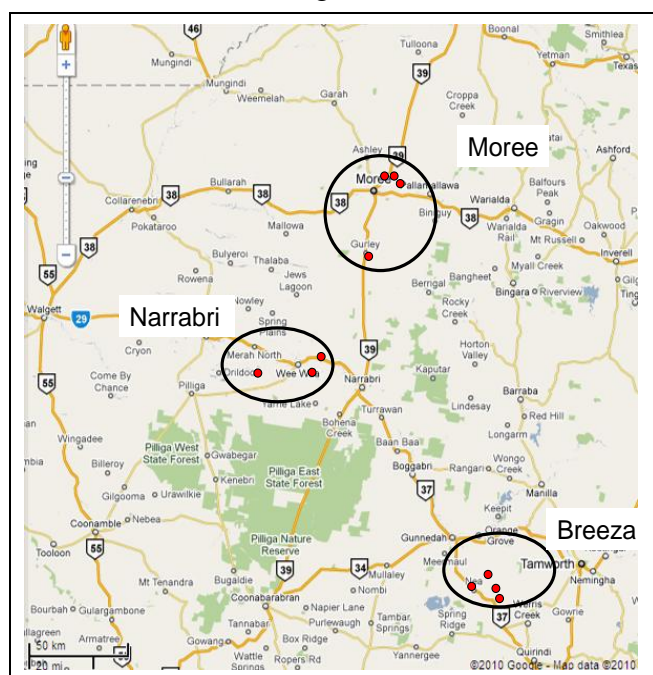 46
Mungindi
Mungindi
Weemelah
Garah
Tulloona
39
Boonal
Yetman
Smithlea
Texas
Croppa
Creek
Ashley
39
Moree
Moree
Pallamallawa
Ashford
Balfours
Peak
Collarenebri
38
Bullarah
38
38
Biniguy
Warialda
38
Gragin
Oakwood
Pokataroo
Mallowa
Warialda
Rail
Mt Russell
Inverell
38
Gurley
Bulyeroi
Thalaba
Myall Creek
55
Rowena
Jews
Lagoon
Berrigal
Bangheet
Bingara
Riverview
Walgett
29
Narrabri
Spring
Plains
Rocky
Creek
Cryon
Merah North
39
Horton
Valley
55
Come By
Chance
Pilliga
Wee Waa
Narrabri
Kaputar
Barraba
Yarrie Lake
Turrawan
Lindesay
Red Hill
Bohena
Creek
Longarm
Wingadee
Pilliga West
State Forest
Baan Baa
Billeroy
Gwabegar
Pilliga East
State Forest
Boggabri
Rangari
Wongo
Creek
Gilgooma
Urawilkie
Kenebri
37
Manilla
Keepit
Coonamble
Nebea
Pilliga Nature
Reserve
Gunnedah
Orange
Grove
Breeza
Tooloon
55
39
34
Mullaley
Nea
Tamworth
Mt Tenandra
Bugaldie
Nombi
Nemingha
Coonabarabran
Werris
Creek
Bourbah
Gulargambone
Napier Lane
Tannabar
Purlewaugh
Tambar
Springs
Spring
Ridge
37
Gowrie
Armatree
Gowang
Box Ridge
Quirindi
50 km
20 mi
Wattle
Springs
Ropers Rd
Yannergee
©2010 Google - Map data ©2010